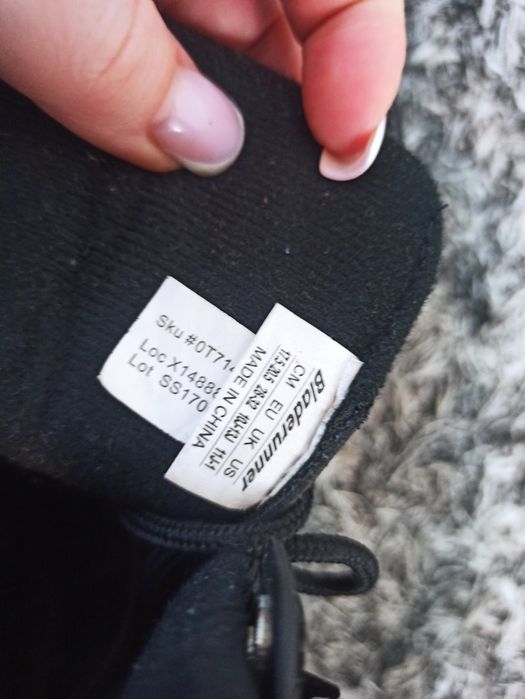 Sku #0T714
Loc X1488
Lot SS170
Bladerunner
CM EU UK US
MADE IN CHINA